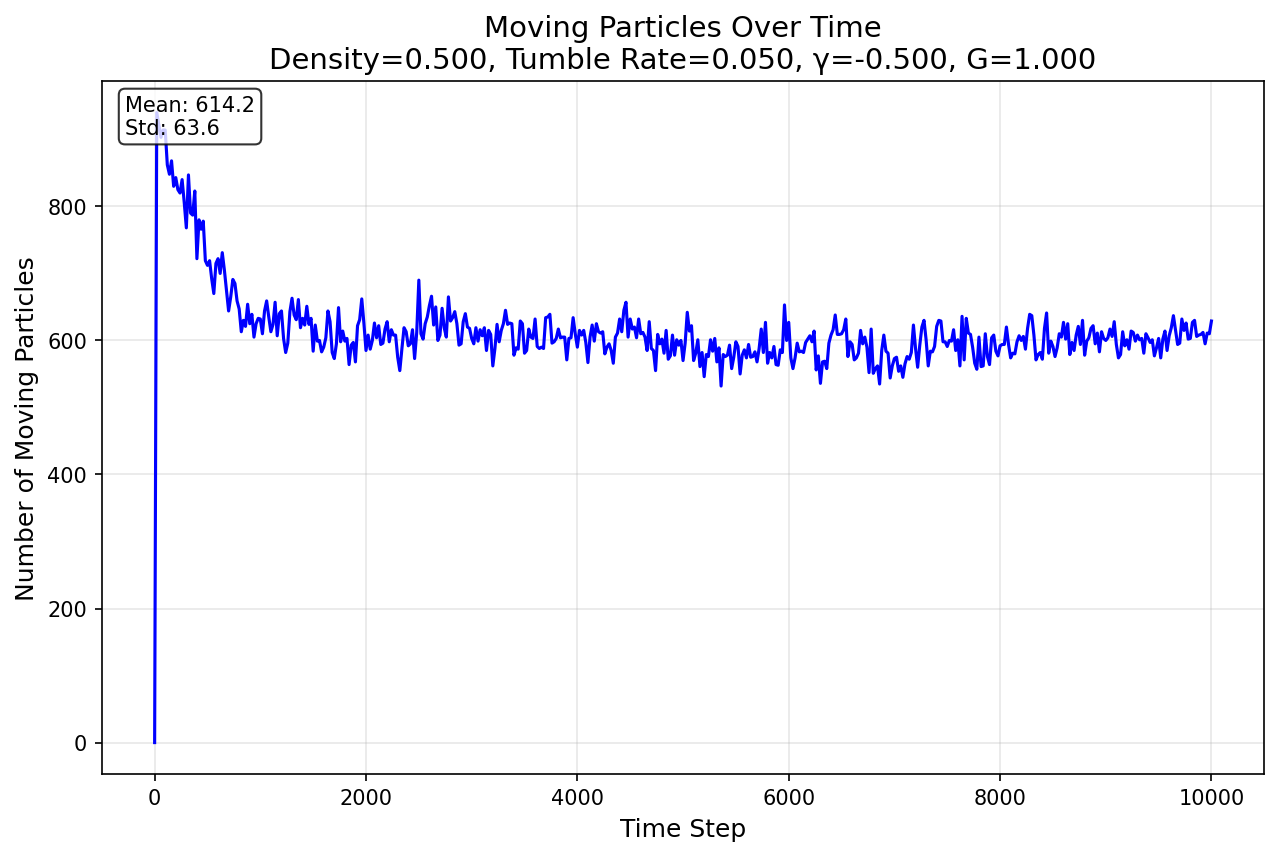 Moving Particles Over Time
Density=0.500, Tumble Rate=0.050, γ=-0.500, G=1.000
Mean: 614.2
Std: 63.6
Number of Moving Particles
800
600
400
200
0
0 2000 4000 6000 8000 10000
Time Step